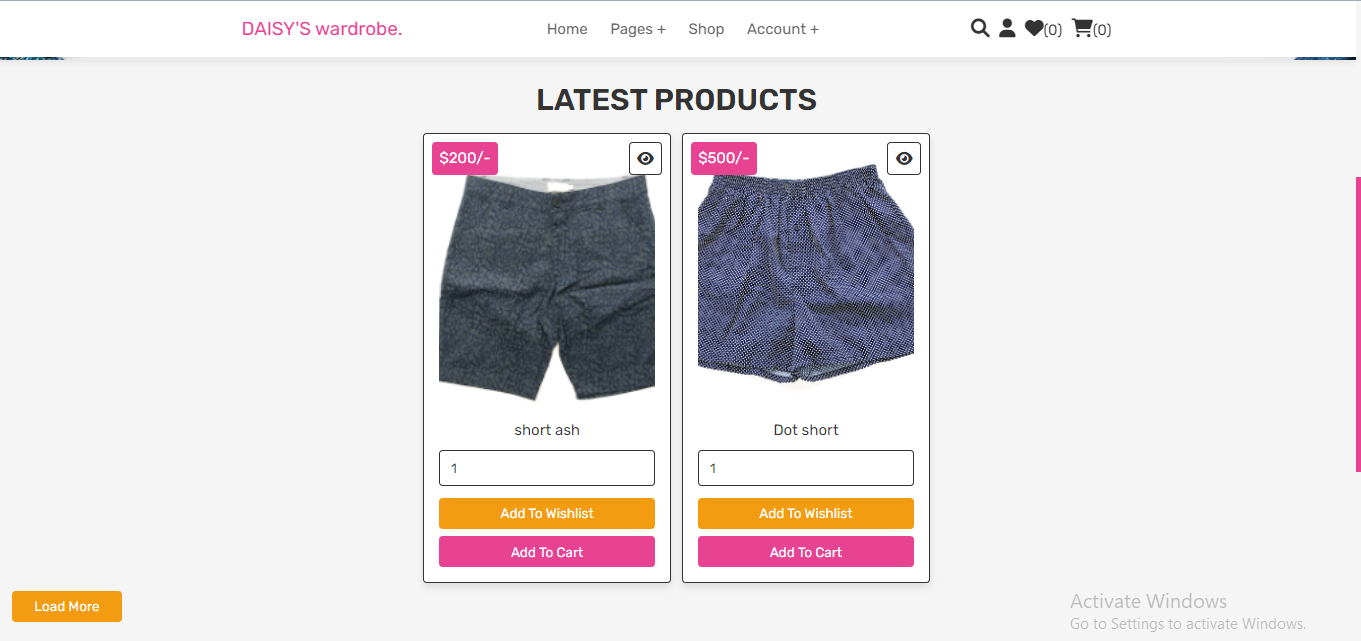 DAISY'S wardrobe.
Home Pages + Shop Account + (0) (0)
LATEST PRODUCTS
$200/-
$500/-
short ash
Dot short
1
1
Add To Wishlist
Add To Wishlist
Add To Cart
Add To Cart
Load More
Activate Windows
Go to Settings to activate Windows.